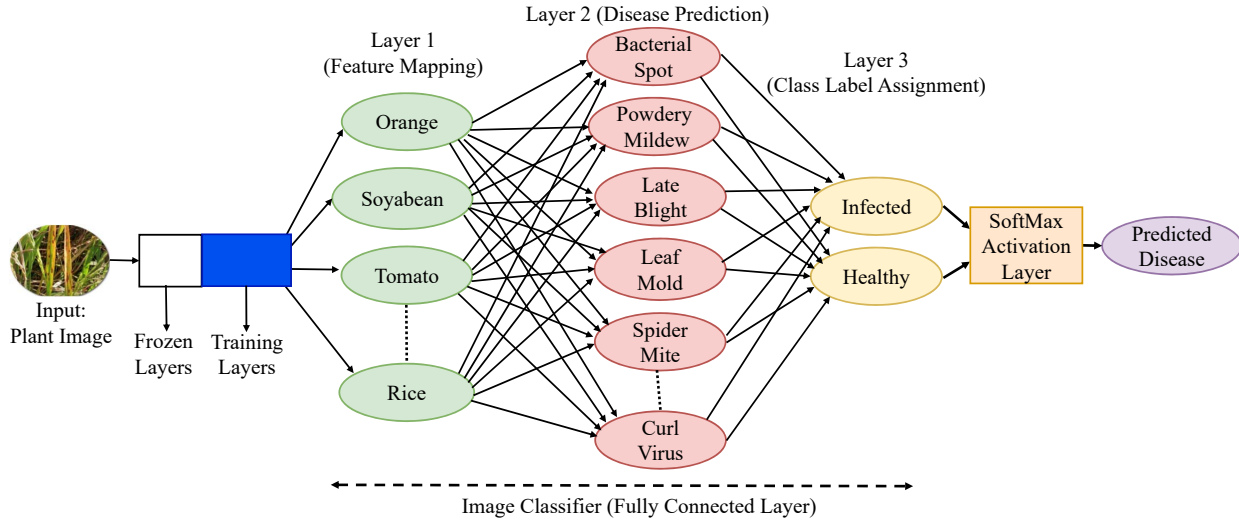 Layer 2 (Disease Prediction)
Layer 1
(Feature Mapping)
Layer 3
(Class Label Assignment)
Input:
Plant Image
Frozen
Layers
Training
Layers
Orange
Soyabean
Tomato
Rice
Bacterial
Spot
Powdery
Mildew
Late
Blight
Leaf
Mold
Spider
Mite
Curl
Virus
Infected
Healthy
SoftMax
Activation
Layer
Predicted
Disease
Image Classifier (Fully Connected Layer)